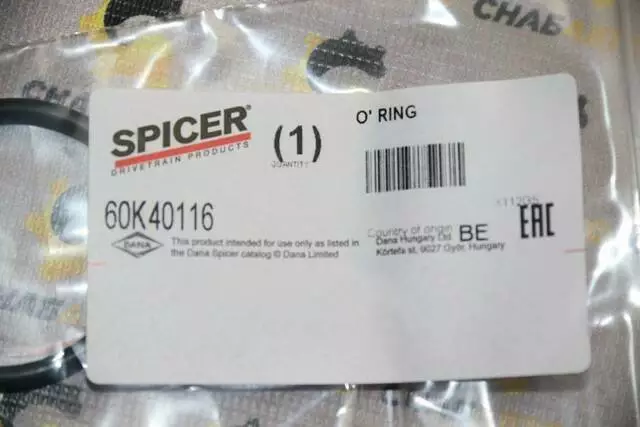 СНАБ
SPICER®
DRIVETRAIN PRODUCTS
(1)
QUANTITY
O' RING
60K40116
DANA
This product intended for use only as listed in
the Dana Spicer catalog © Dana Limited
Country of origin BE
Dana Hungary Ltd.
Körtefa st, 9027 Győr, Hungary
EAC